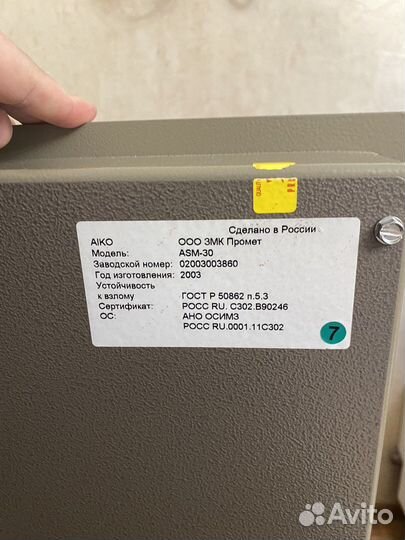 QUALITY
Сделано в России
AIKO ООО ЗМК Промет
Модель: ASM-30
Заводской номер: 02003003860
Год изготовления: 2003
Устойчивость
к взлому ГОСТ Р 50862 п.5.3
Сертификат: РОСС RU. С302.В90246
ОС: АНО ОСИМЗ
РОСС RU.0001.11С302
7
Avito